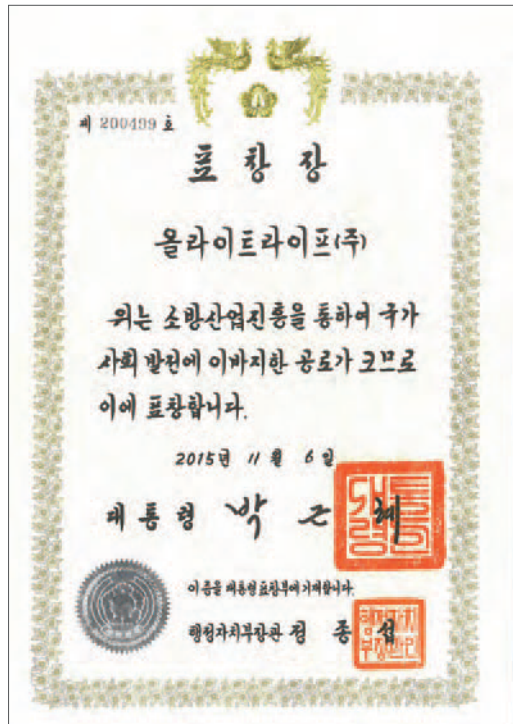 제 200499 호
표창장
올라이트라이프(주)
위는 소방산업진흥을 통하여 국가
사회 발전에 이바지한 공로가 크므로
이에 표창합니다.
2015년 11월 6일
대통령 박근혜
이 증을 대통령표창부에 기재합니다.
행정자치부장관 정종섭